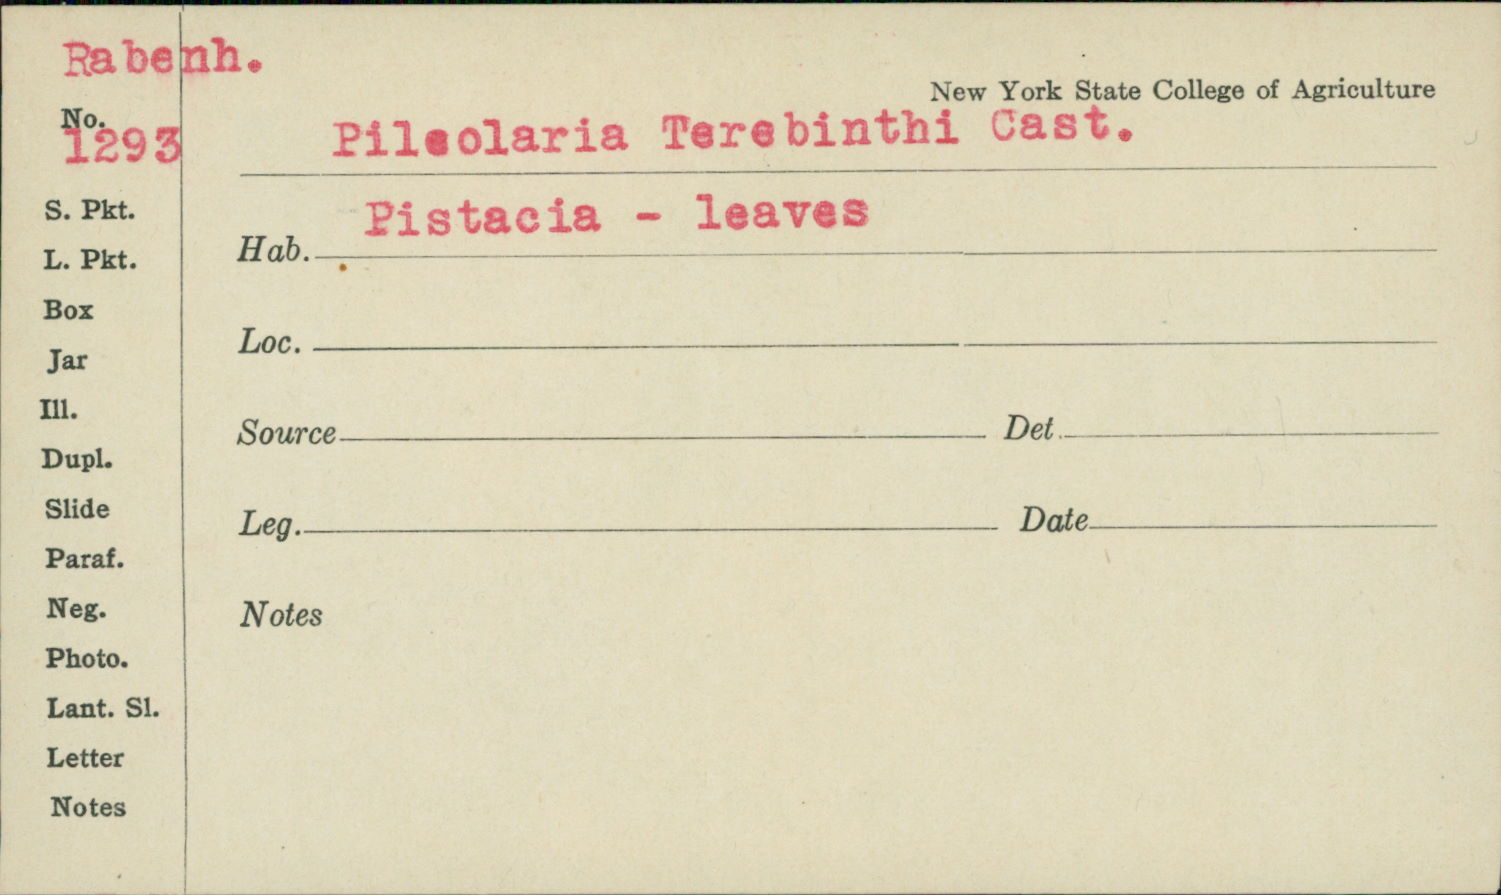 Rabenh.
New York State College of Agriculture
No.
1293
Pileolaria Terebinthi Cast.
S. Pkt.
Hab. Pistacia - leaves
L. Pkt.
Box
Loc.
Jar
Ill.
Source Det.
Dupl.
Slide
Leg. Date
Paraf.
Neg.
Notes
Photo.
Lant. Sl.
Letter
Notes